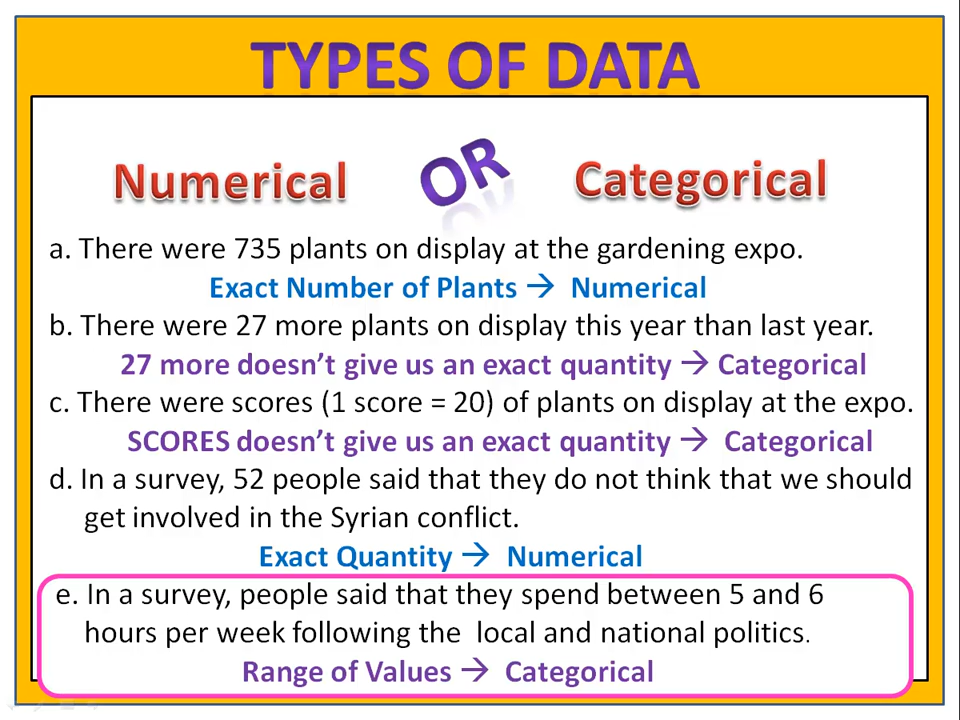 TYPES OF DATA
Numerical OR Categorical
a. There were 735 plants on display at the gardening expo.
Exact Number of Plants → Numerical
b. There were 27 more plants on display this year than last year.
27 more doesn’t give us an exact quantity → Categorical
c. There were scores (1 score = 20) of plants on display at the expo.
SCORES doesn’t give us an exact quantity → Categorical
d. In a survey, 52 people said that they do not think that we should
get involved in the Syrian conflict.
Exact Quantity → Numerical
e. In a survey, people said that they spend between 5 and 6
hours per week following the local and national politics.
Range of Values → Categorical